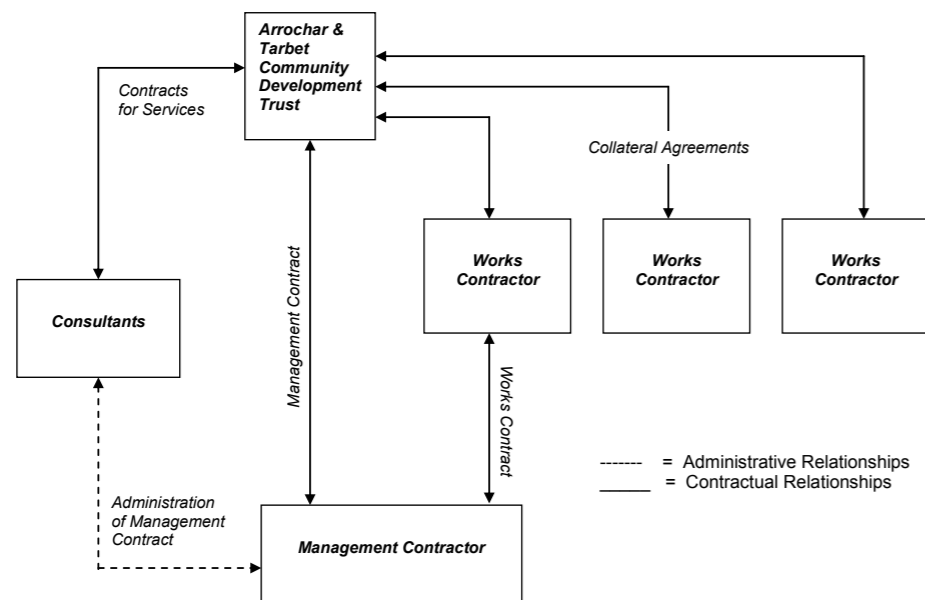 Arrochar &
Tarbet
Community
Development
Trust
Contracts
for Services
Collateral Agreements
Works
Contractor
Works
Contractor
Works
Contractor
Consultants
Management Contract
Works Contract
------- = Administrative Relationships
______ = Contractual Relationships
Administration
of Management
Contract
Management Contractor